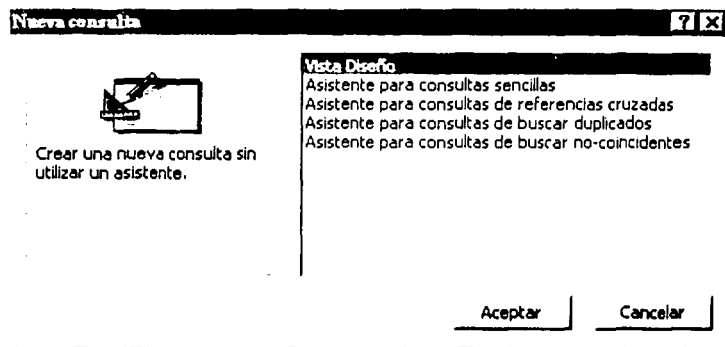 Nueva consulta
Vista Diseño
Asistente para consultas sencillas
Asistente para consultas de referencias cruzadas
Asistente para consultas de buscar duplicados
Asistente para consultas de buscar no-coincidentes
Crear una nueva consulta sin
utilizar un asistente.
Aceptar
Cancelar